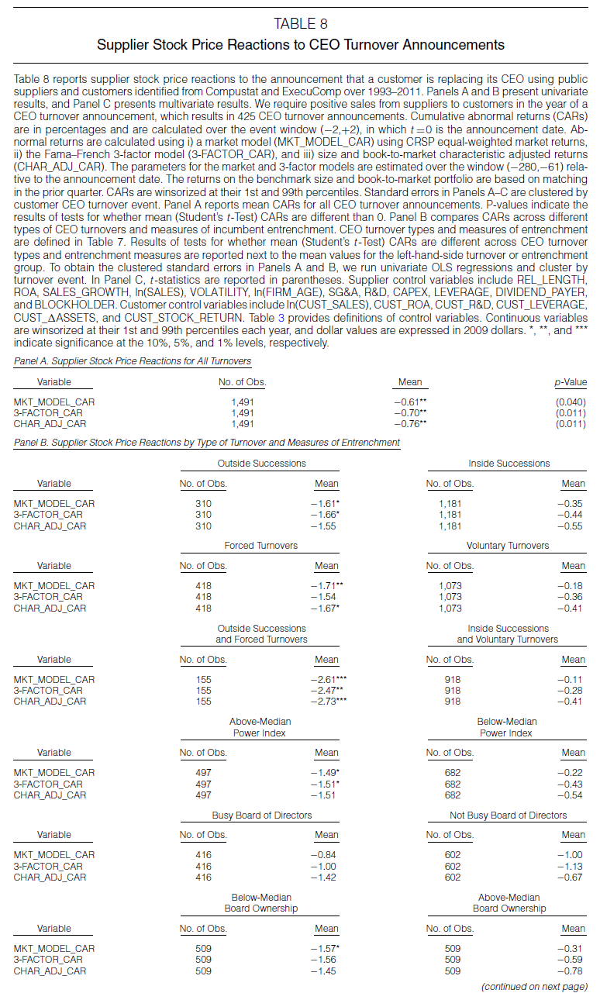 TABLE 8
Supplier Stock Price Reactions to CEO Turnover Announcements
Table 8 reports supplier stock price reactions to the announcement that a customer is replacing its CEO using public
suppliers and customers identified from Compustat and ExecuComp over 1993–2011. Panels A and B present univariate
results, and Panel C presents multivariate results. We require positive sales from suppliers to customers in the year of a
CEO turnover announcement, which results in 425 CEO turnover announcements. Cumulative abnormal returns (CARs)
are in percentages and are calculated over the event window (−2,+2), in which t=0 is the announcement date. Ab-
normal returns are calculated using i) a market model (MKT_MODEL_CAR) using CRSP equal-weighted market returns,
ii) the Fama–French 3-factor model (3-FACTOR_CAR), and iii) size and book-to-market characteristic adjusted returns
(CHAR_ADJ_CAR). The parameters for the market and 3-factor models are estimated over the window (−280,−61) rela-
tive to the announcement date. The returns on the benchmark size and book-to-market portfolio are based on matching
in the prior quarter. CARs are winsorized at their 1st and 99th percentiles. Standard errors in Panels A–C are clustered by
customer CEO turnover event. Panel A reports mean CARs for all CEO turnover announcements. P-values indicate the
results of tests for whether mean (Student's t-Test) CARs are different than 0. Panel B compares CARs across different
types of CEO turnovers and measures of incumbent entrenchment. CEO turnover types and measures of entrenchment
are defined in Table 7. Results of tests for whether mean (Student's t-Test) CARs are different across CEO turnover
types and entrenchment measures are reported next to the mean values for the left-hand-side turnover or entrenchment
group. To obtain the clustered standard errors in Panels A and B, we run univariate OLS regressions and cluster by
turnover event. In Panel C, t-statistics are reported in parentheses. Supplier control variables include REL_LENGTH,
ROA, SALES_GROWTH, ln(SALES), VOLATILITY, ln(FIRM_AGE), SG&A, R&D, CAPEX, LEVERAGE, DIVIDEND_PAYER,
and BLOCKHOLDER. Customer control variables include ln(CUST_SALES), CUST_ROA, CUST_R&D, CUST_LEVERAGE,
CUST_ΔASSETS, and CUST_STOCK_RETURN. Table 3 provides definitions of control variables. Continuous variables
are winsorized at their 1st and 99th percentiles each year, and dollar values are expressed in 2009 dollars. *, **, and ***
indicate significance at the 10%, 5%, and 1% levels, respectively.
Panel A. Supplier Stock Price Reactions for All Turnovers
Variable No. of Obs. Mean p-Value
MKT_MODEL_CAR 1,491 −0.61** (0.040)
3-FACTOR_CAR 1,491 −0.70** (0.011)
CHAR_ADJ_CAR 1,491 −0.76** (0.011)
Panel B. Supplier Stock Price Reactions by Type of Turnover and Measures of Entrenchment
Outside Successions Inside Successions
Variable No. of Obs. Mean No. of Obs. Mean
MKT_MODEL_CAR 310 −1.61* 1,181 −0.35
3-FACTOR_CAR 310 −1.66* 1,181 −0.44
CHAR_ADJ_CAR 310 −1.55 1,181 −0.55
Forced Turnovers Voluntary Turnovers
Variable No. of Obs. Mean No. of Obs. Mean
MKT_MODEL_CAR 418 −1.71** 1,073 −0.18
3-FACTOR_CAR 418 −1.54 1,073 −0.36
CHAR_ADJ_CAR 418 −1.67* 1,073 −0.41
Outside Successions Inside Successions
and Forced Turnovers and Voluntary Turnovers
Variable No. of Obs. Mean No. of Obs. Mean
MKT_MODEL_CAR 155 −2.61*** 918 −0.11
3-FACTOR_CAR 155 −2.47** 918 −0.28
CHAR_ADJ_CAR 155 −2.73*** 918 −0.41
Above-Median Below-Median
Power Index Power Index
Variable No. of Obs. Mean No. of Obs. Mean
MKT_MODEL_CAR 497 −1.49* 682 −0.22
3-FACTOR_CAR 497 −1.51* 682 −0.43
CHAR_ADJ_CAR 497 −1.51 682 −0.54
Busy Board of Directors Not Busy Board of Directors
Variable No. of Obs. Mean No. of Obs. Mean
MKT_MODEL_CAR 416 −0.84 602 −1.00
3-FACTOR_CAR 416 −1.00 602 −1.13
CHAR_ADJ_CAR 416 −1.42 602 −0.67
Below-Median Above-Median
Board Ownership Board Ownership
Variable No. of Obs. Mean No. of Obs. Mean
MKT_MODEL_CAR 509 −1.57* 509 −0.31
3-FACTOR_CAR 509 −1.56 509 −0.59
CHAR_ADJ_CAR 509 −1.45 509 −0.78
(continued on next page)